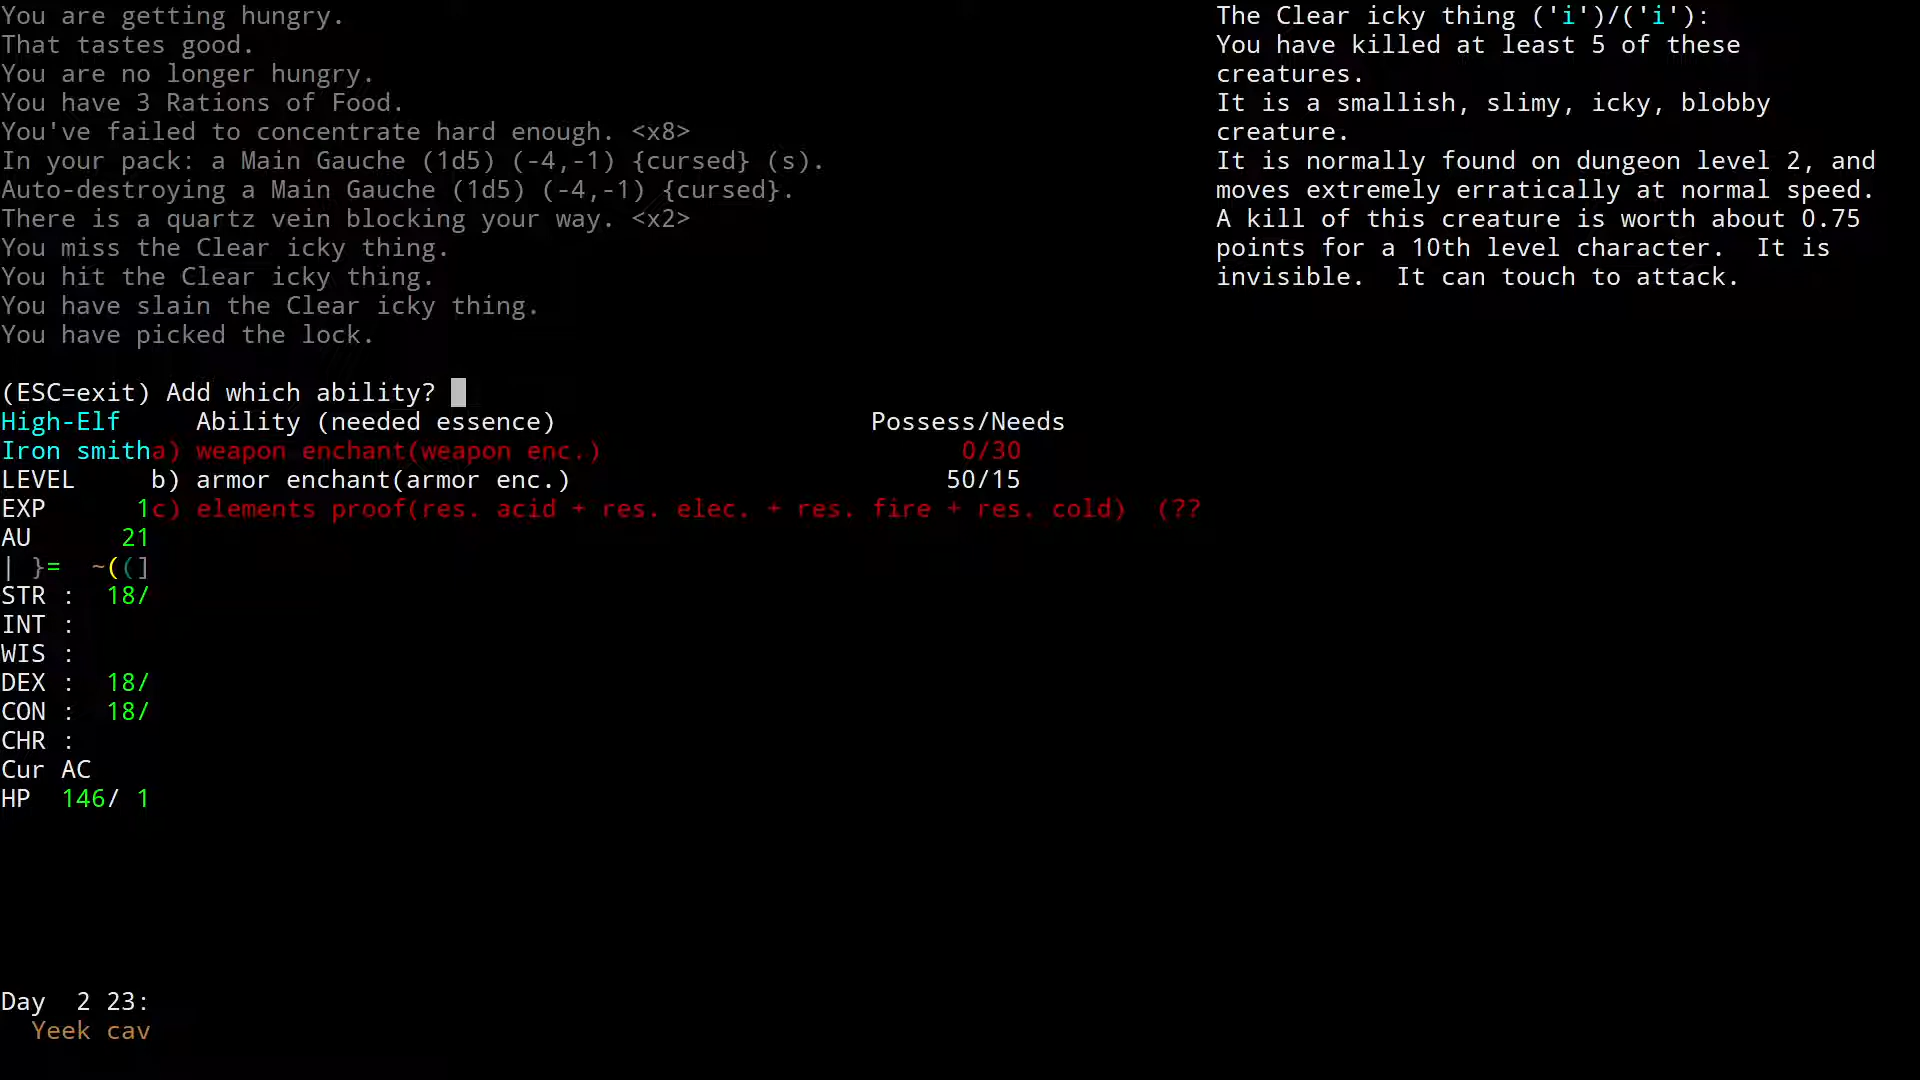 You are getting hungry.
That tastes good.
You are no longer hungry.
You have 3 Rations of Food.
You've failed to concentrate hard enough. <x8>
In your pack: a Main Gauche (1d5) (-4,-1) {cursed} (s).
Auto-destroying a Main Gauche (1d5) (-4,-1) {cursed}.
There is a quartz vein blocking your way. <x2>
You miss the Clear icky thing.
You hit the Clear icky thing.
You have slain the Clear icky thing.
You have picked the lock.
The Clear icky thing ('i')/('i'):
You have killed at least 5 of these
creatures.
It is a smallish, slimy, icky, blobby
creature.
It is normally found on dungeon level 2, and
moves extremely erratically at normal speed.
A kill of this creature is worth about 0.75
points for a 10th level character.  It is
invisible.  It can touch to attack.
(ESC=exit) Add which ability?
High-Elf     Ability (needed essence)     Possess/Needs
Iron smitha) weapon enchant(weapon enc.)     0/30
LEVEL     b) armor enchant(armor enc.)     50/15
EXP      1c) elements proof(res. acid + res. elec. + res. fire + res. cold)  (??
AU      21
| }=  ~((]
STR :  18/
INT :
WIS :
DEX :  18/
CON :  18/
CHR :
Cur AC
HP  146/ 1
Day  2 23:
Yeek cav